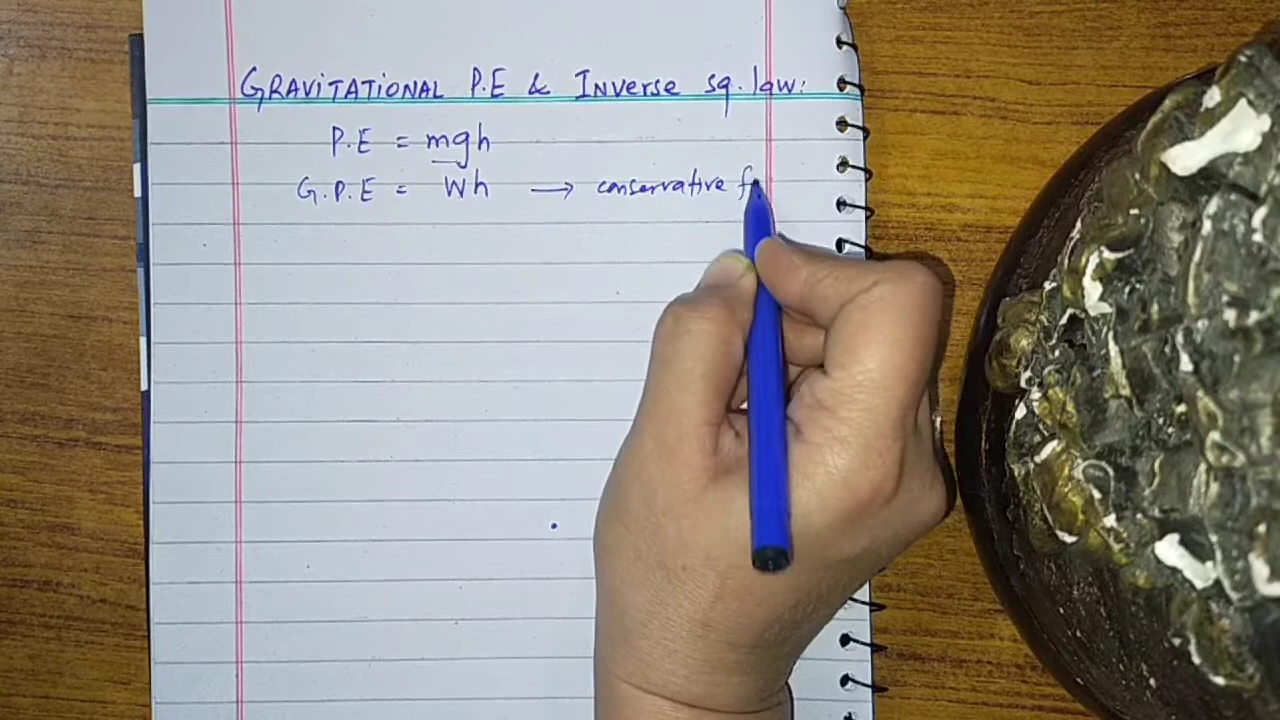 GRAVITATIONAL P.E & Inverse sq. law:
P.E = mgh
G.P.E = Wh → conservative